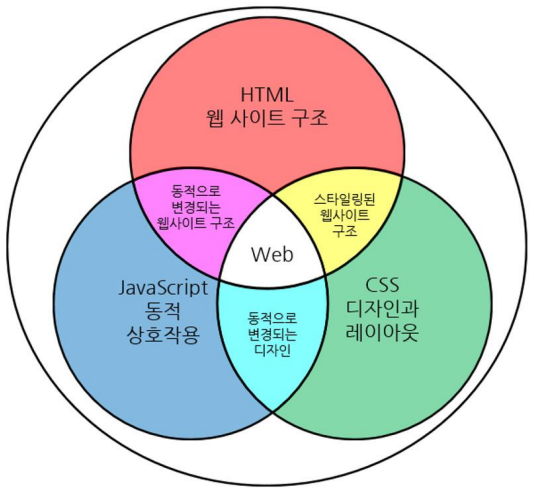 HTML
웹 사이트 구조
동적으로
변경되는
웹사이트 구조
스타일링된
웹사이트
구조
Web
JavaScript
동적
상호작용
CSS
디자인과
레이아웃
동적으로
변경되는
디자인